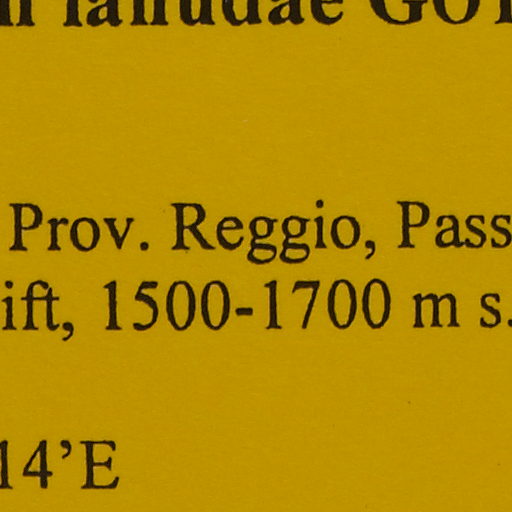 Prov. Reggio, Pass
ift, 1500-1700 m s.
14’E